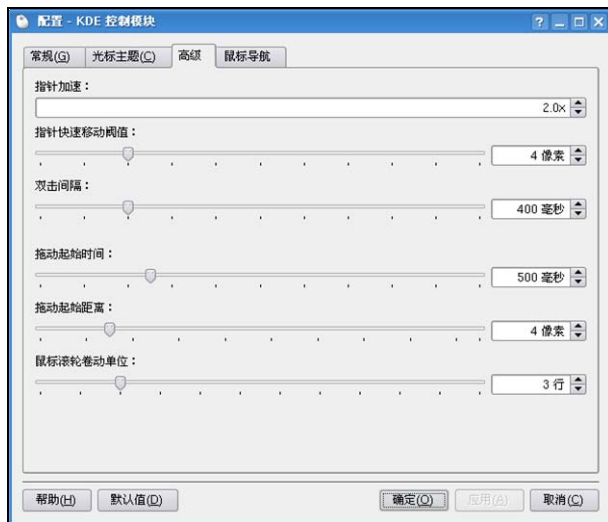 配置 - KDE 控制模块
常规(G) 光标主题(C) 高级 鼠标导航
指针加速：
2.0x
指针快速移动阈值：
4 像素
双击间隔：
400 毫秒
拖动起始时间：
500 毫秒
拖动起始距离：
4 像素
鼠标滚轮卷动单位：
3 行
帮助(H) 默认值(D) 确定(O) 应用(A) 取消(C)